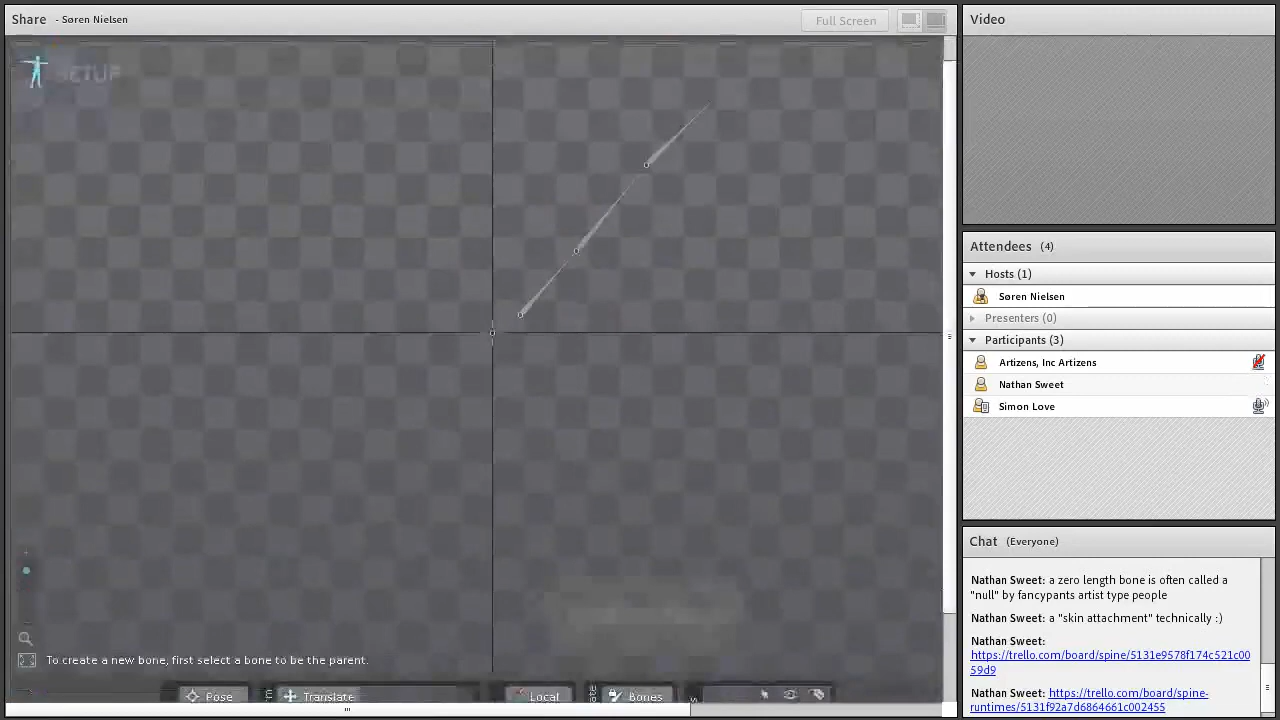 Share - Søren Nielsen
Full Screen
SETUP
To create a new bone, first select a bone to be the parent.
Pose
Translate
Local
Bones
Video
Attendees (4)
Hosts (1)
Søren Nielsen
Presenters (0)
Participants (3)
Artizens, Inc Artizens
Nathan Sweet
Simon Love
Chat (Everyone)
Nathan Sweet: a zero length bone is often called a
"null" by fancypants artist type people
Nathan Sweet: a "skin attachment" technically :)
Nathan Sweet:
https://trello.com/board/spine/5131e9578f174c521c00
59d9
Nathan Sweet: https://trello.com/board/spine-
runtimes/5131f92a7d6864661c002455